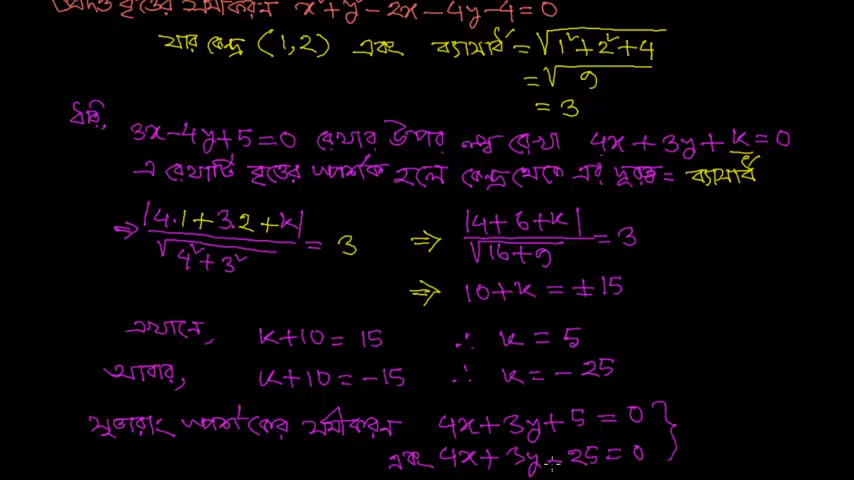 প্রদত্ত বৃত্তের সমীকরণ x²+y²-2x-4y-4=0
যার কেন্দ্র (1,2) এবং ব্যাসার্ধ = √(1²+2²+4)
= √9
= 3
ধরি,
3x-4y+5=0 রেখার উপর লম্ব রেখা 4x+3y+k=0
এ রেখাটি বৃত্তের স্পর্শক হলে কেন্দ্র থেকে এর দূরত্ব = ব্যাসার্ধ
⇒ |4.1+3.2+k| / √(4²+3²) = 3 ⇒ |4+6+k| / √(16+9) = 3
⇒ 10+k = ±15
এখানে, k+10 = 15 ∴ k = 5
আবার, k+10 = -15 ∴ k = -25
সুতরাং স্পর্শকের সমীকরণ 4x+3y+5=0
এবং 4x+3y-25=0 }